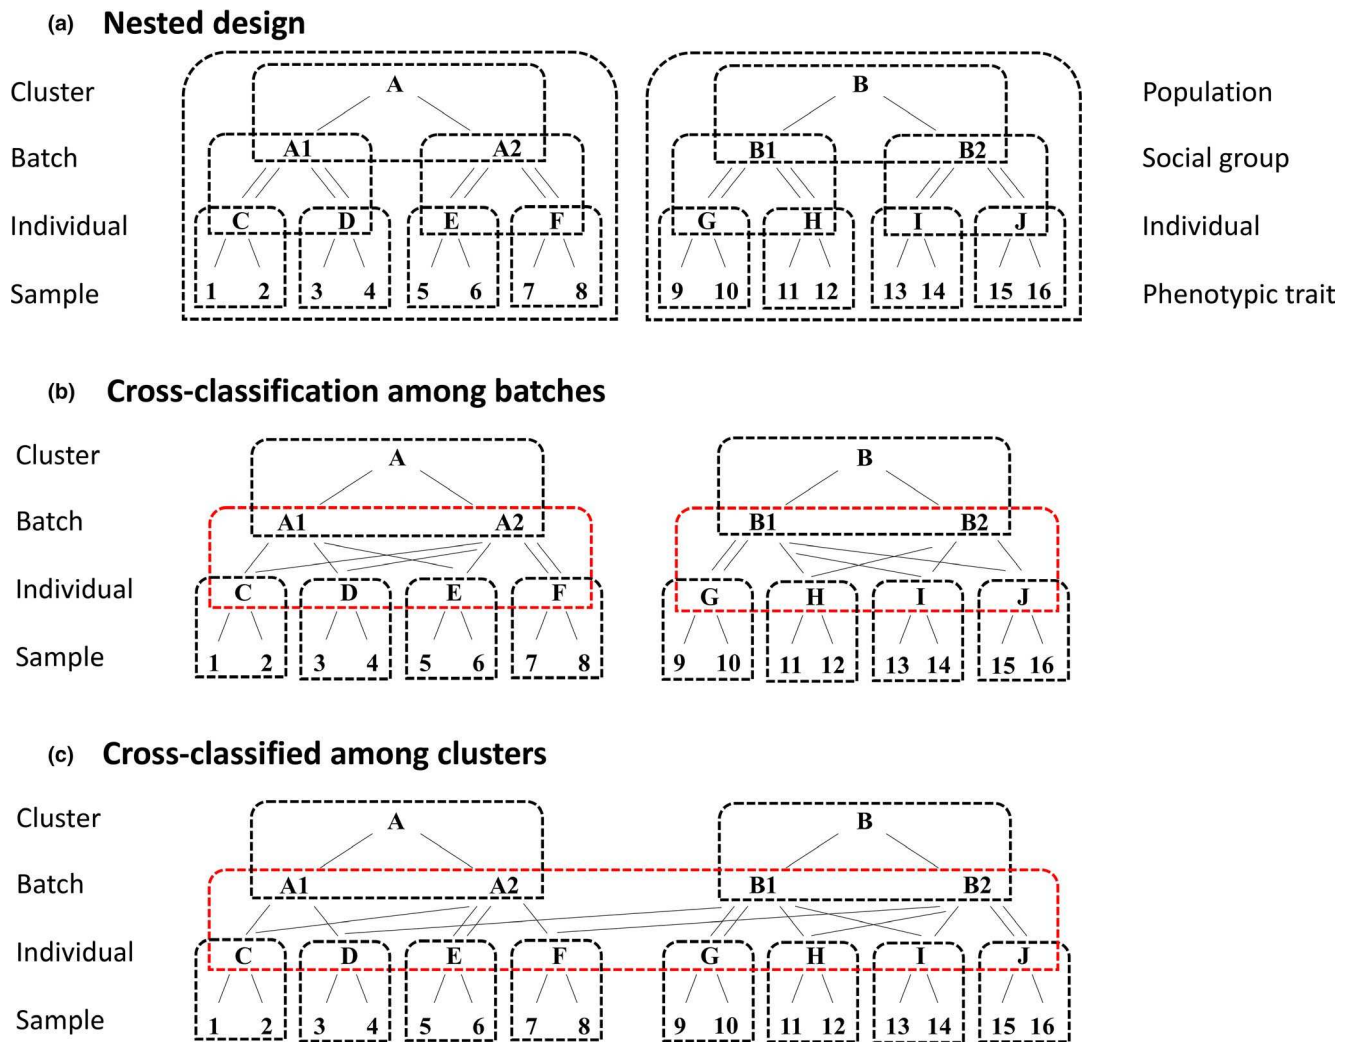 (a) Nested design
Cluster A B Population
Batch A1 A2 B1 B2 Social group
Individual C D E F G H I J Individual
Sample 1 2 3 4 5 6 7 8 9 10 11 12 13 14 15 16 Phenotypic trait
(b) Cross-classification among batches
Cluster A B
Batch A1 A2 B1 B2
Individual C D E F G H I J
Sample 1 2 3 4 5 6 7 8 9 10 11 12 13 14 15 16
(c) Cross-classified among clusters
Cluster A B
Batch A1 A2 B1 B2
Individual C D E F G H I J
Sample 1 2 3 4 5 6 7 8 9 10 11 12 13 14 15 16